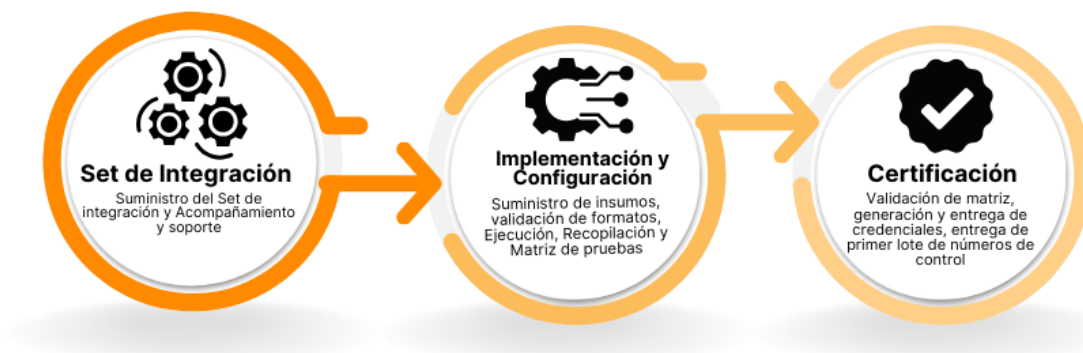 Set de Integración
Suministro del Set de
integración y Acompañamiento
y soporte
Implementación y
Configuración
Suministro de insumos,
validación de formatos,
Ejecución, Recopilación y
Matriz de pruebas
Certificación
Validación de matriz,
generación y entrega de
credenciales, entrega de
primer lote de números de
control